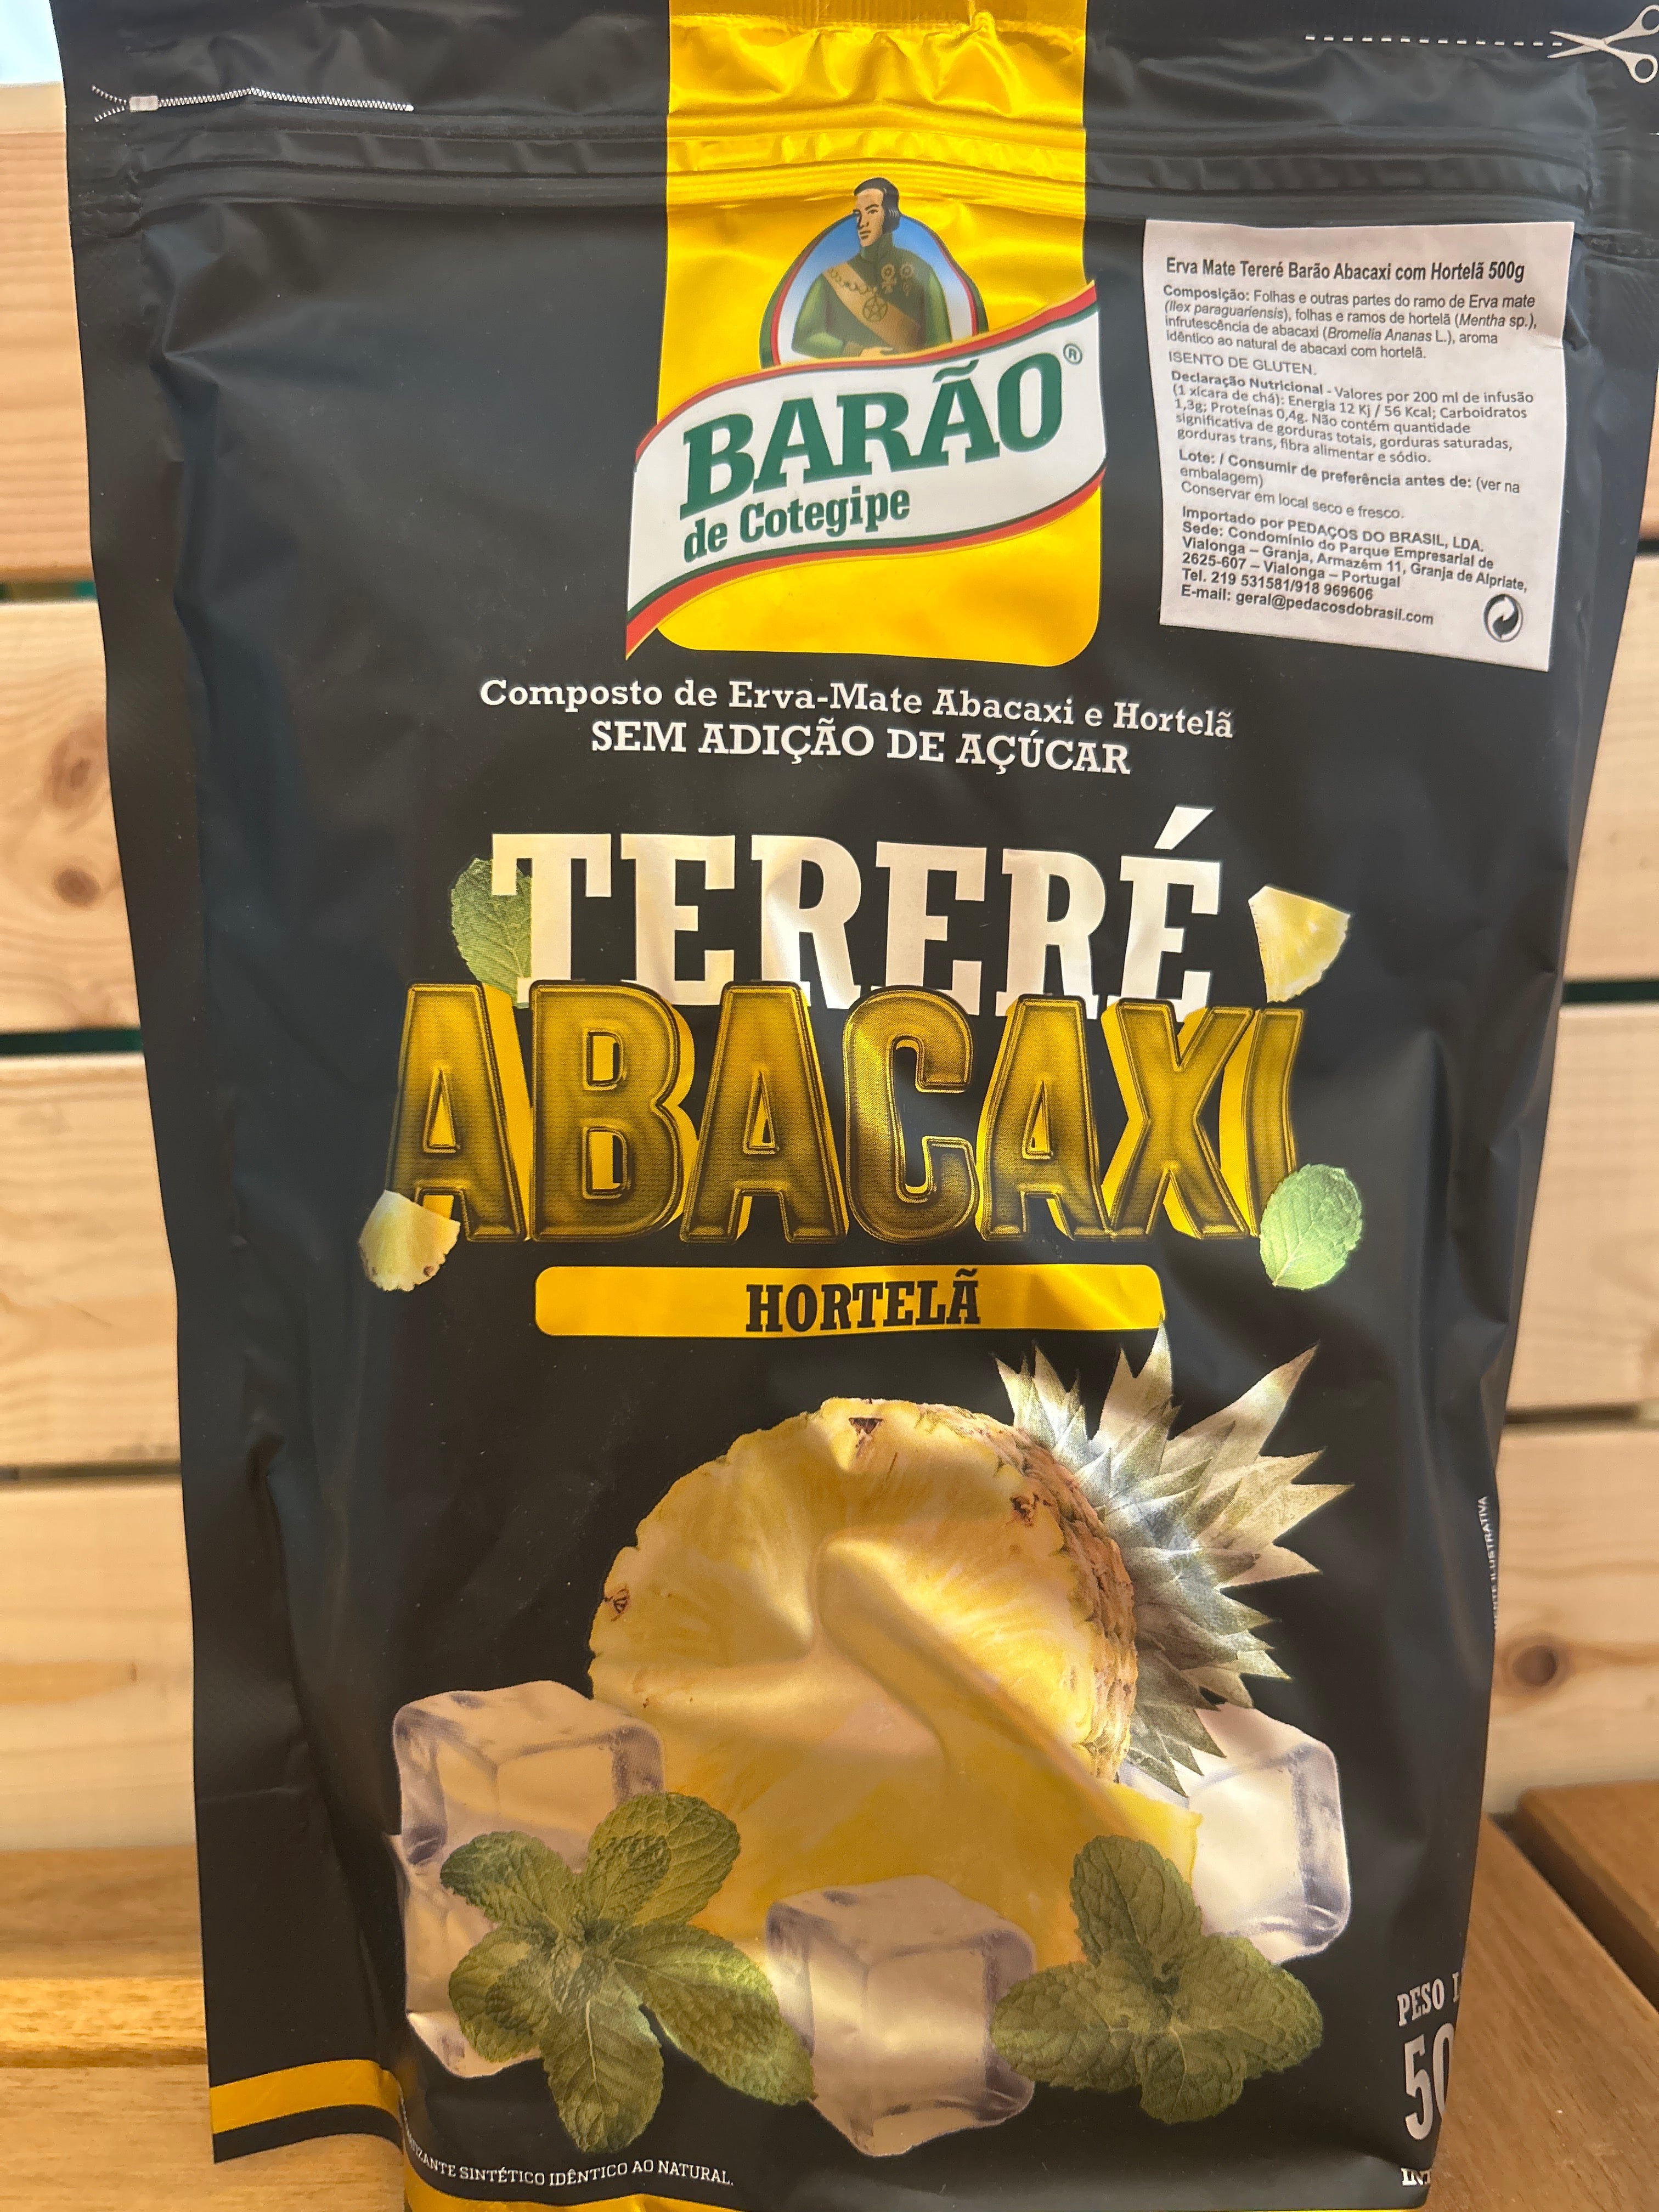 BARÃO®
de Cotegipe
Erva Mate Tereré Barão Abacaxi com Hortelã 500g
Composição: Folhas e outras partes do ramo de Erva mate
(Ilex paraguariensis), folhas e ramos de hortelã (Mentha sp.),
infrutescência de abacaxi (Bromelia Ananas L.), aroma
idêntico ao natural de abacaxi com hortelã.
ISENTO DE GLUTEN.
Declaração Nutricional - Valores por 200 ml de infusão
(1 xícara de chá): Energia 12 Kj / 56 Kcal; Carboidratos
1,3g; Proteínas 0,4g. Não contém quantidade
significativa de gorduras totais, gorduras saturadas,
gorduras trans, fibra alimentar e sódio.
Lote: / Consumir de preferência antes de: (ver na
embalagem)
Conservar em local seco e fresco.
Importado por PEDAÇOS DO BRASIL, LDA.
Sede: Condomínio do Parque Empresarial de
Vialonga – Granja, Armazém 11, Granja de Alpriate,
2625-607 – Vialonga – Portugal
Tel. 219 531581/918 969606
E-mail: geral@pedacosdobrasil.com
Composto de Erva-Mate Abacaxi e Hortelã
SEM ADIÇÃO DE AÇÚCAR
TERERÉ
ABACAXI
HORTELÃ
PESO
SINTÉTICO IDÊNTICO AO NATURAL.